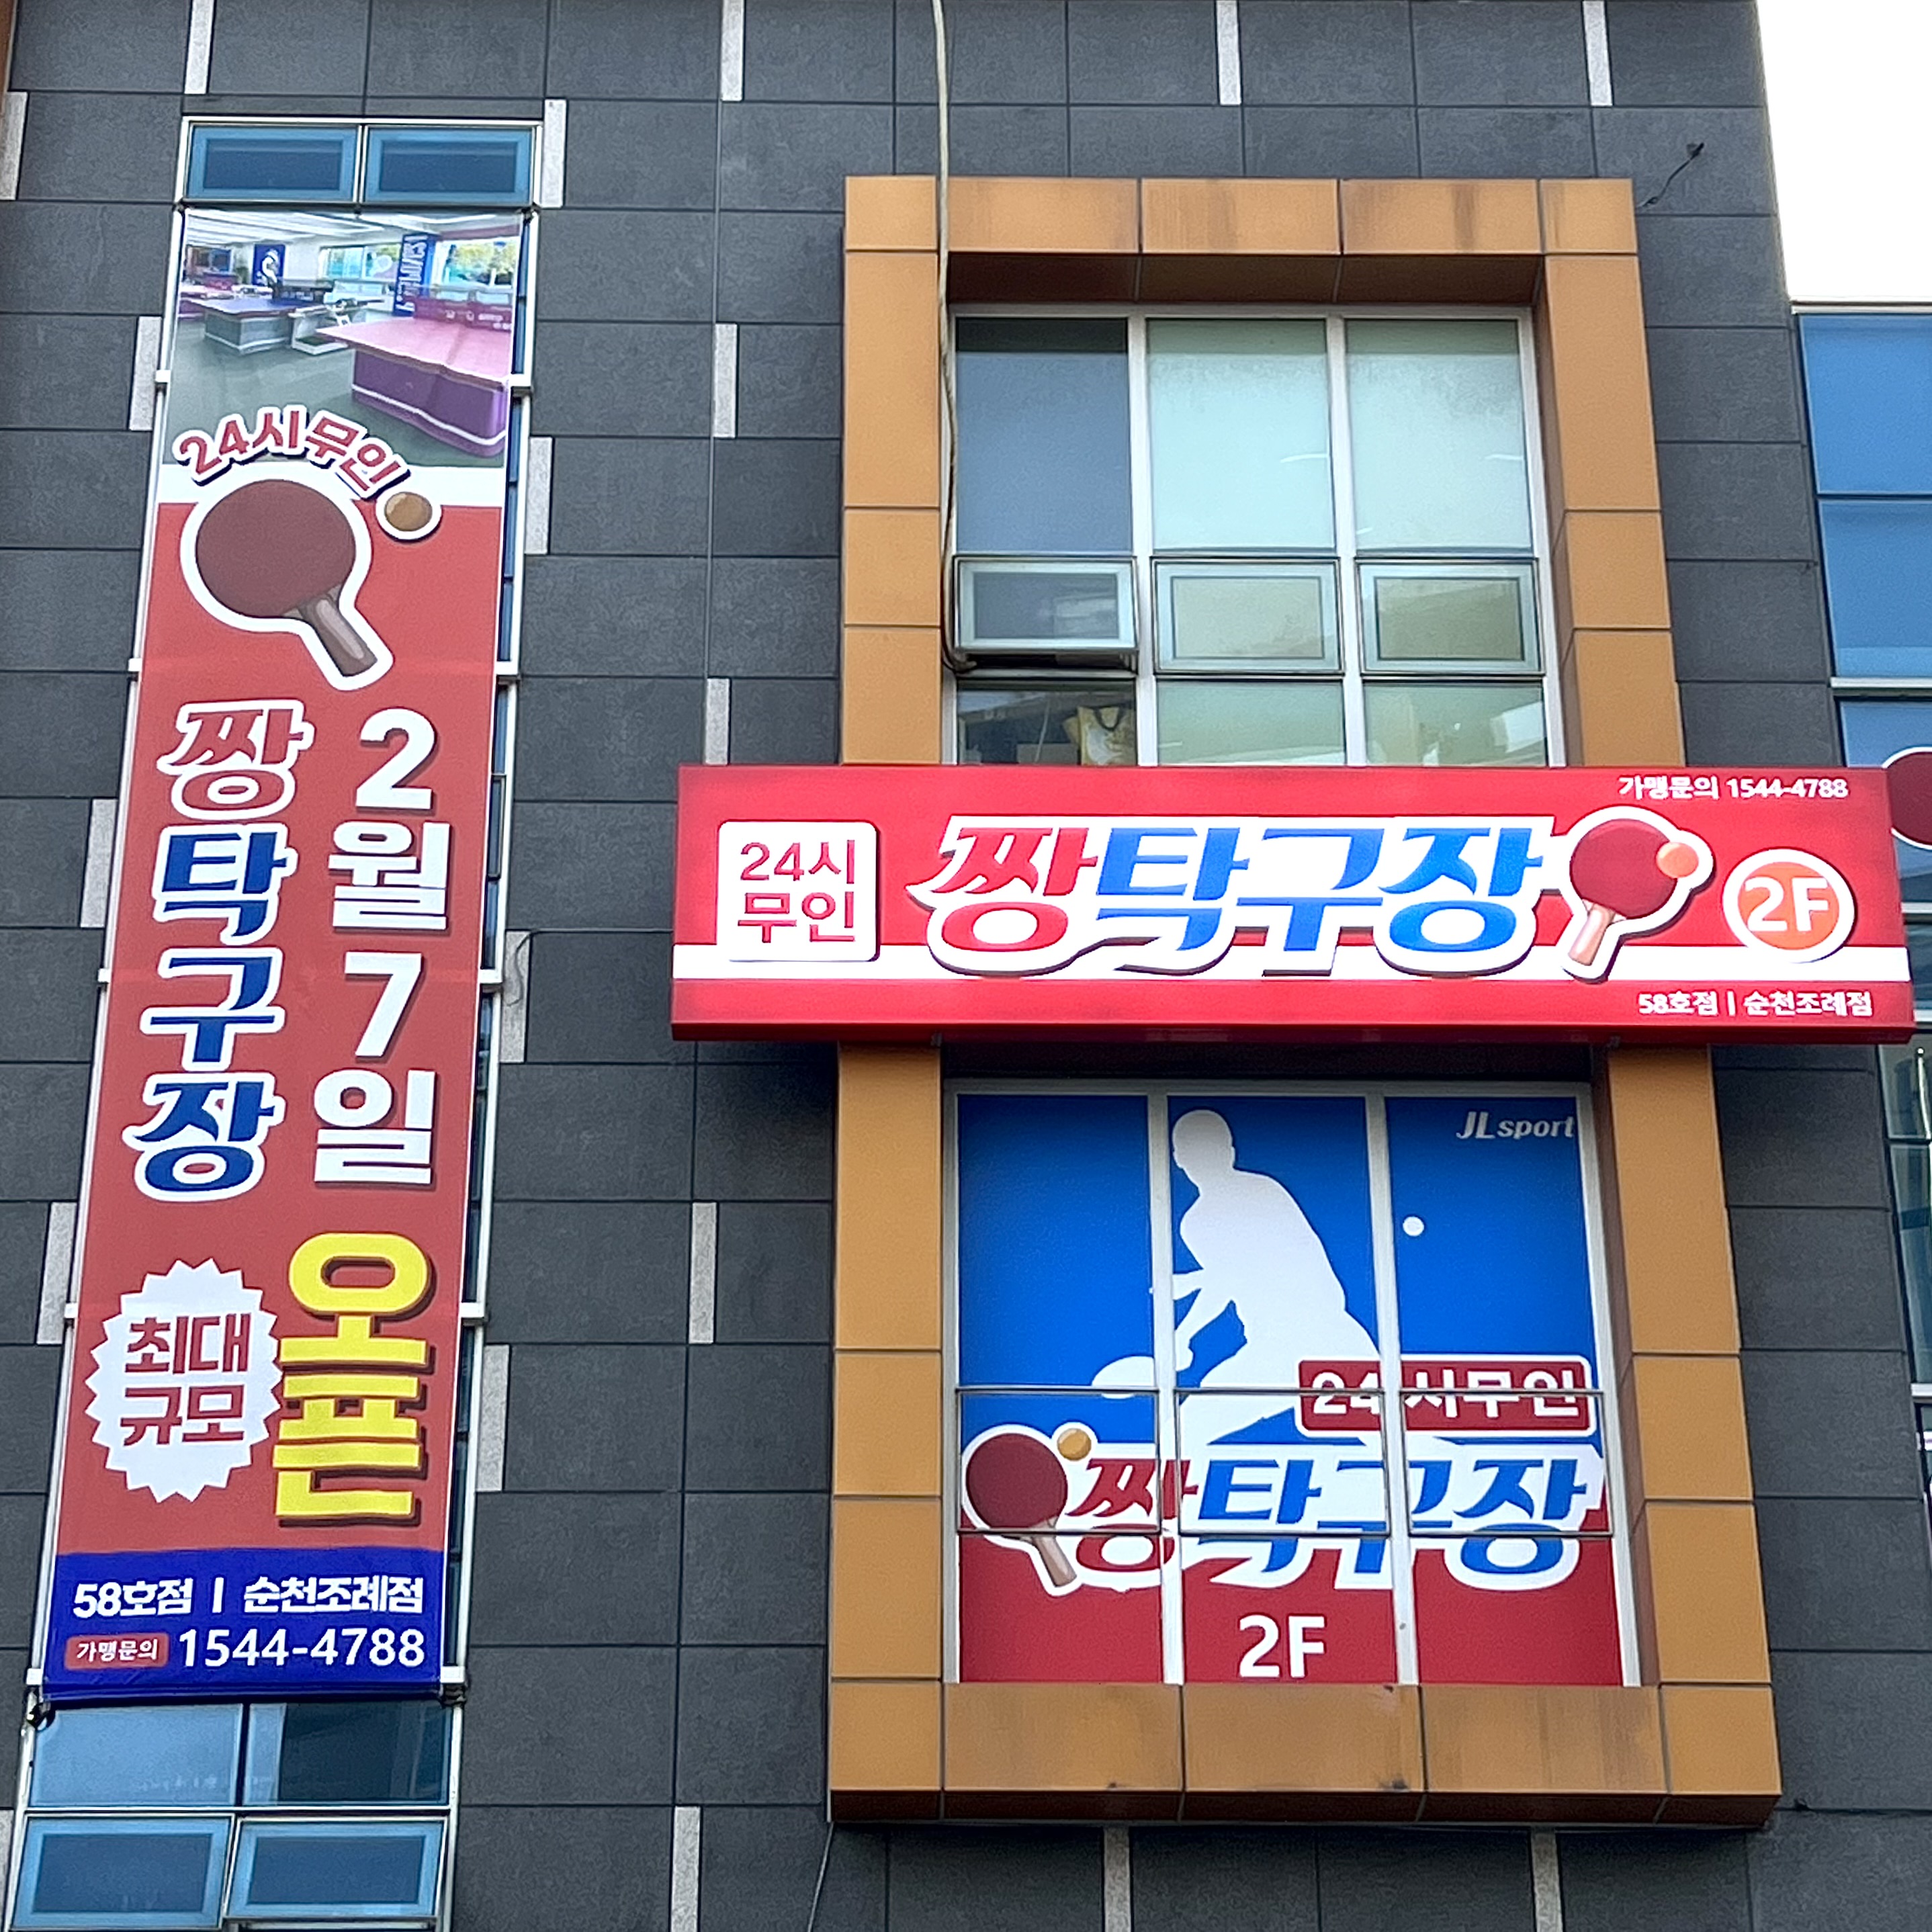 24시무인
짱탁구장
2월 7일
오픈
최대
규모
58호점 | 순천조례점
가맹문의 1544-4788
가맹문의 1544-4788
24시
무인
짱탁구장
2F
58호점 | 순천조례점
JL sport
24시무인
짱탁구장
2F